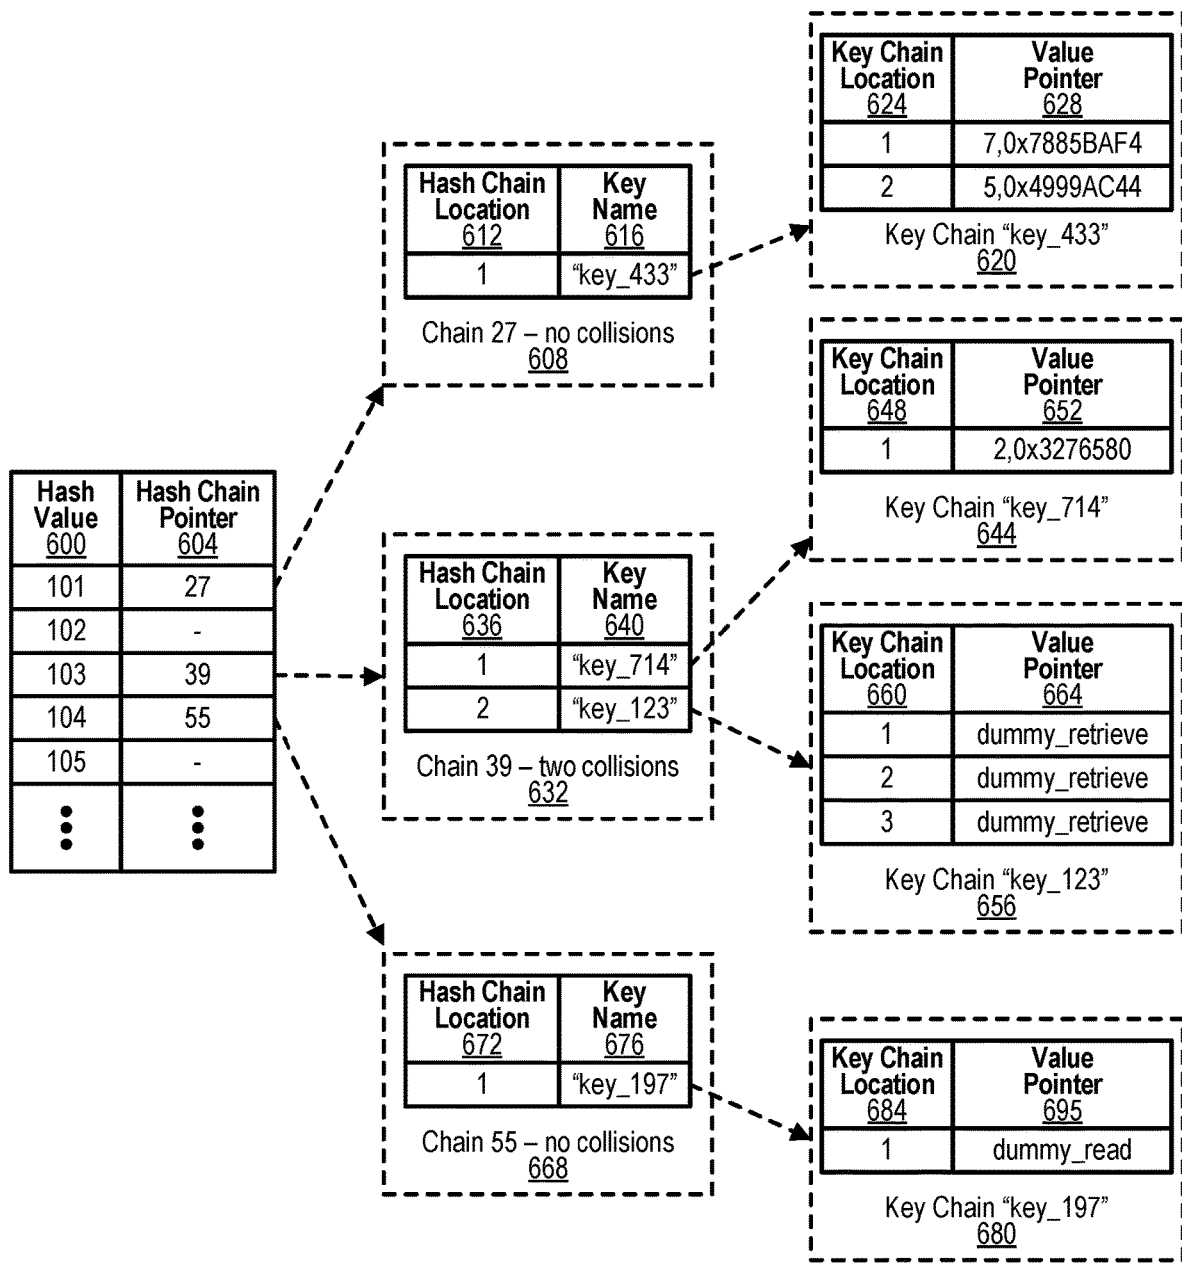 Hash Value 600 Hash Chain Pointer 604
101 27
102 -
103 39
104 55
105 -
Hash Chain Location 612 Key Name 616
1 “key_433”
Chain 27 – no collisions
608
Key Chain Location 624 Value Pointer 628
1 7,0x7885BAF4
2 5,0x4999AC44
Key Chain “key_433”
620
Hash Chain Location 636 Key Name 640
1 “key_714”
2 “key_123”
Chain 39 – two collisions
632
Key Chain Location 648 Value Pointer 652
1 2,0x3276580
Key Chain “key_714”
644
Key Chain Location 660 Value Pointer 664
1 dummy_retrieve
2 dummy_retrieve
3 dummy_retrieve
Key Chain “key_123”
656
Hash Chain Location 672 Key Name 676
1 “key_197”
Chain 55 – no collisions
668
Key Chain Location 684 Value Pointer 695
1 dummy_read
Key Chain “key_197”
680